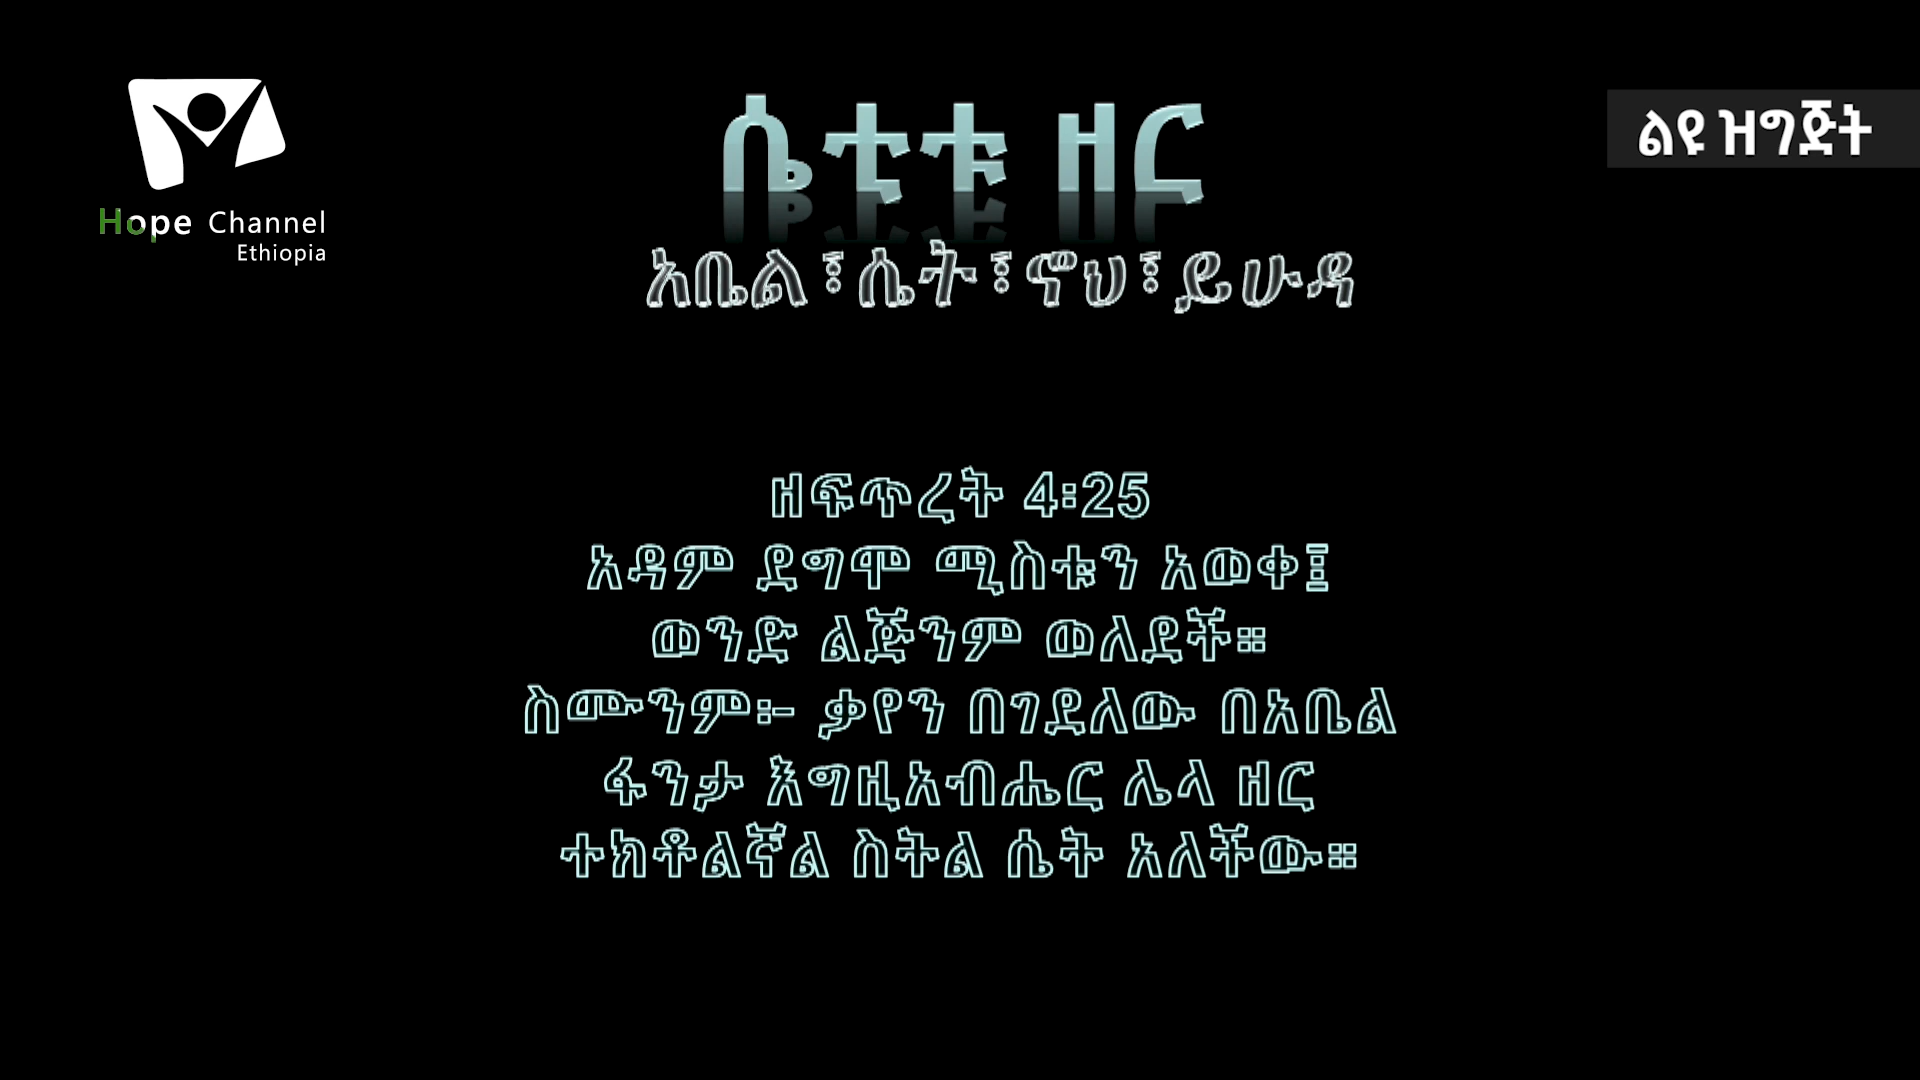 Hope Channel
Ethiopia
ሴቲቱ ዘር
ልዩ ዝግጅት
አቤል፣ሴት፣ኖህ፣ይሁዳ
ዘፍጥረት 4፡25
አዳም ደግሞ ሚስቱን አወቀ፤
ወንድ ልጅንም ወለደች።
ስሙንም፦ ቃየን በገደለው በአቤል
ፋንታ እግዚአብሔር ሌላ ዘር
ተክቶልኛል ስትል ሴት አለችው።